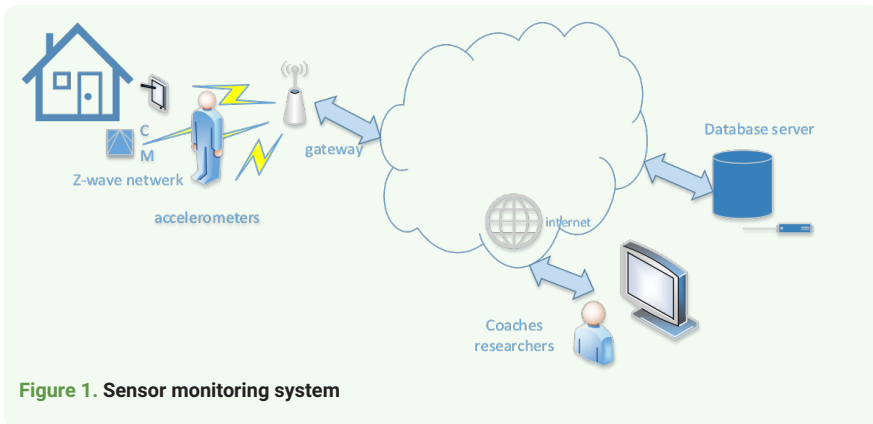 C
M
Z-wave netwerk
accelerometers
gateway
internet
Database server
Coaches
researchers
Figure 1. Sensor monitoring system